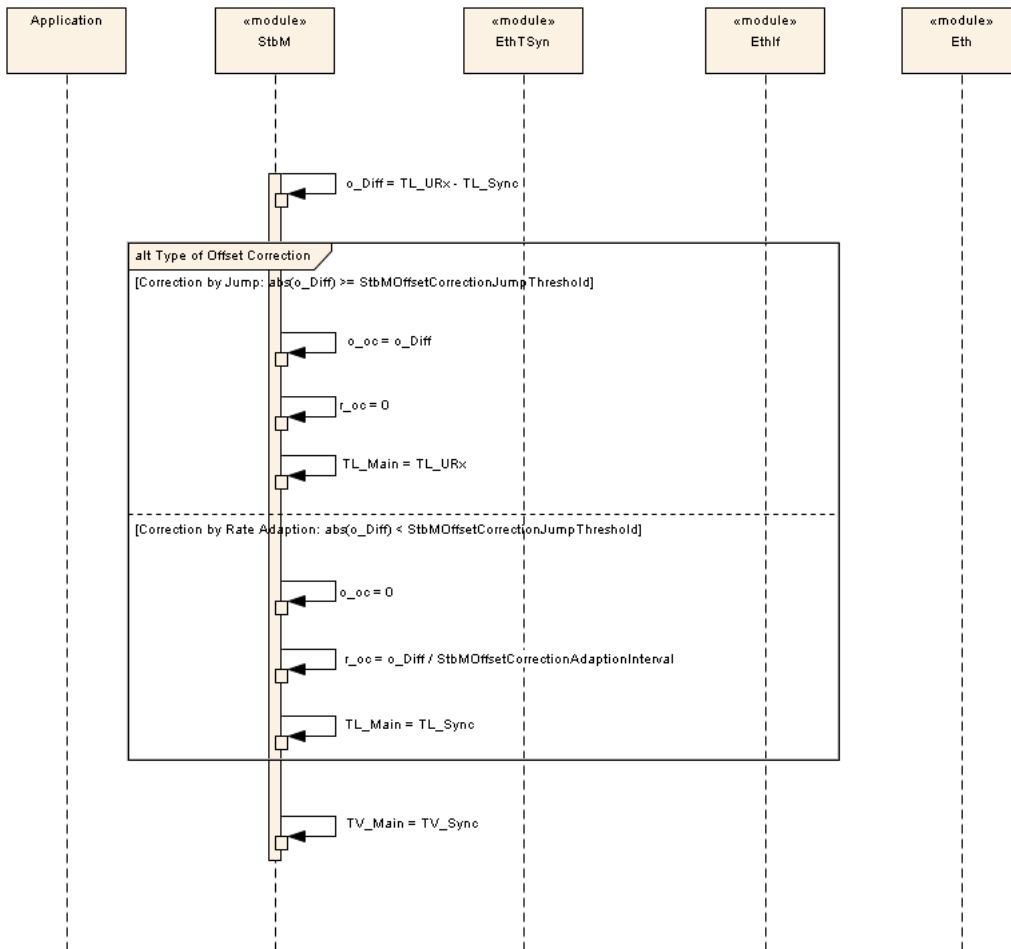 Application
«module»
StbM
«module»
EthTSyn
«module»
EthIf
«module»
Eth
o_Diff = TL_URx - TL_Sync
alt Type of Offset Correction
[Correction by Jump: abs(o_Diff) >= StbMOffsetCorrectionJumpThreshold]
o_oc = o_Diff
r_oc = 0
TL_Main = TL_URx
[Correction by Rate Adaption: abs(o_Diff) < StbMOffsetCorrectionJumpThreshold]
o_oc = 0
r_oc = o_Diff / StbMOffsetCorrectionAdaptionInterval
TL_Main = TL_Sync
TV_Main = TV_Sync